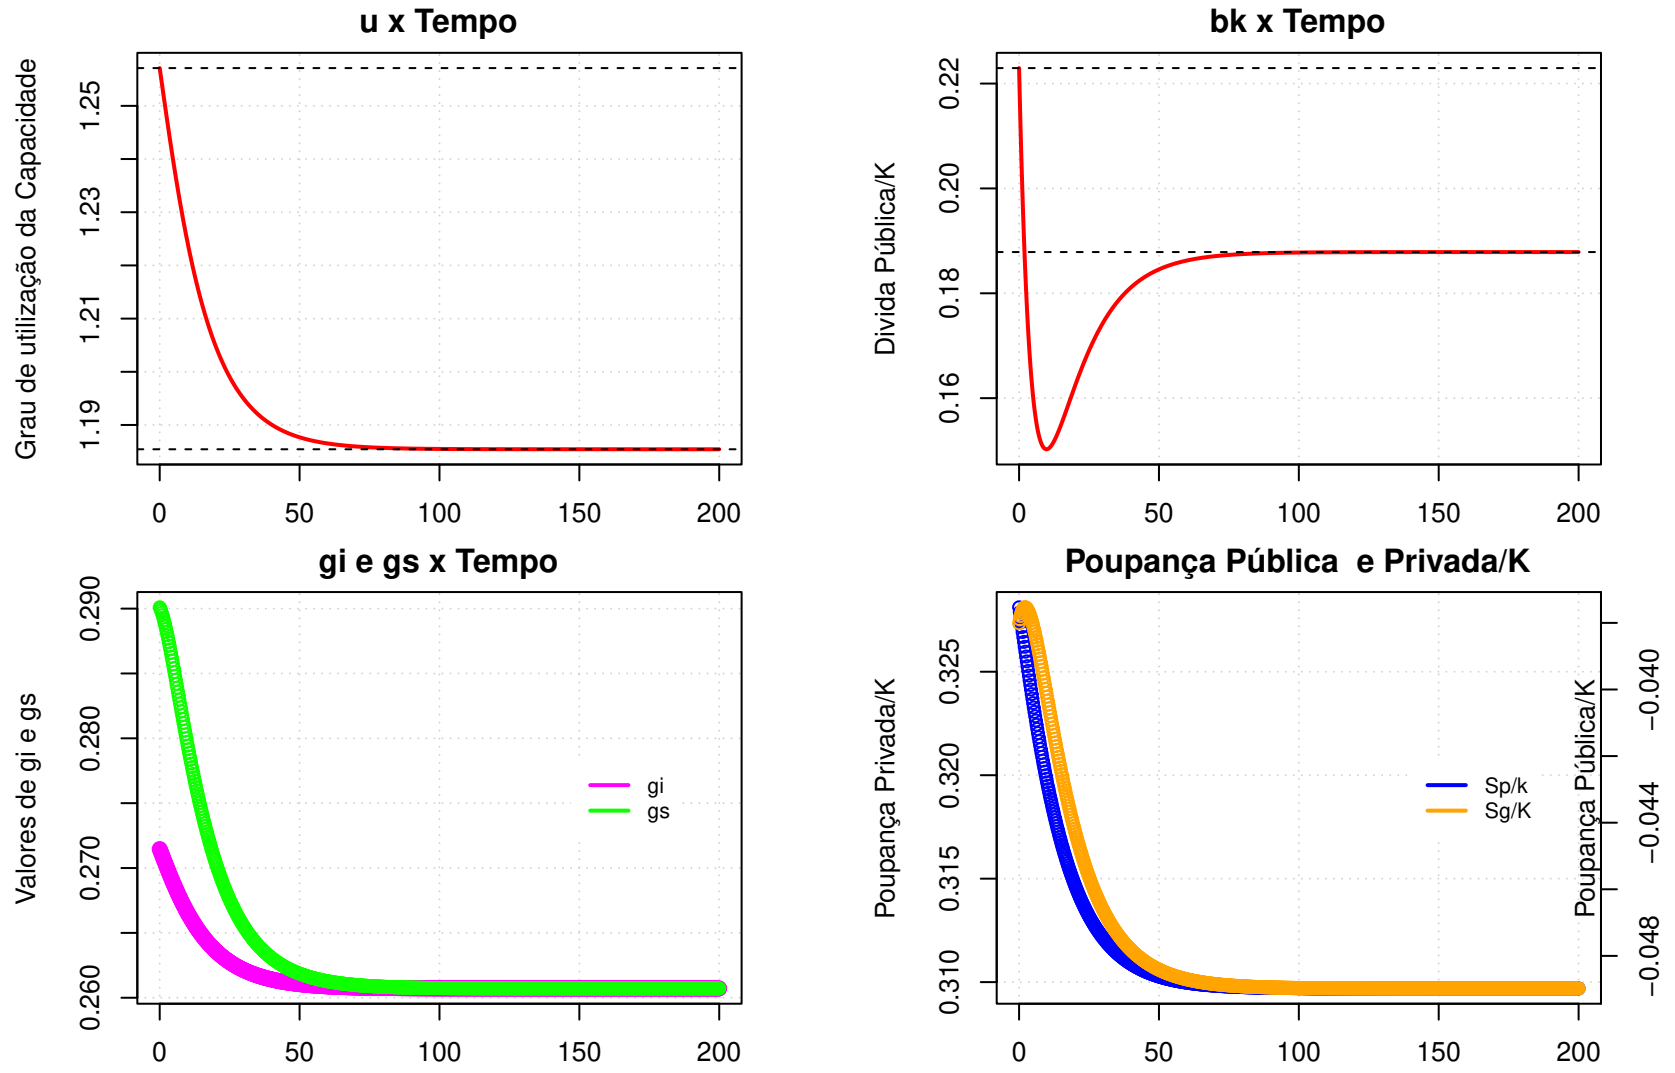 u x Tempo
Grau de utilização da Capacidade
1.25
1.23
1.21
1.19
0 50 100 150 200
bk x Tempo
Divida Pública/K
0.22
0.20
0.18
0.16
0 50 100 150 200
gi e gs x Tempo
Valores de gi e gs
0.290
0.280
0.270
0.260
gi
gs
0 50 100 150 200
Poupança Pública  e Privada/K
Poupança Privada/K
0.325
0.320
0.315
0.310
Sp/k
Sg/K
Poupança Pública/K
−0.040
−0.044
−0.048
0 50 100 150 200